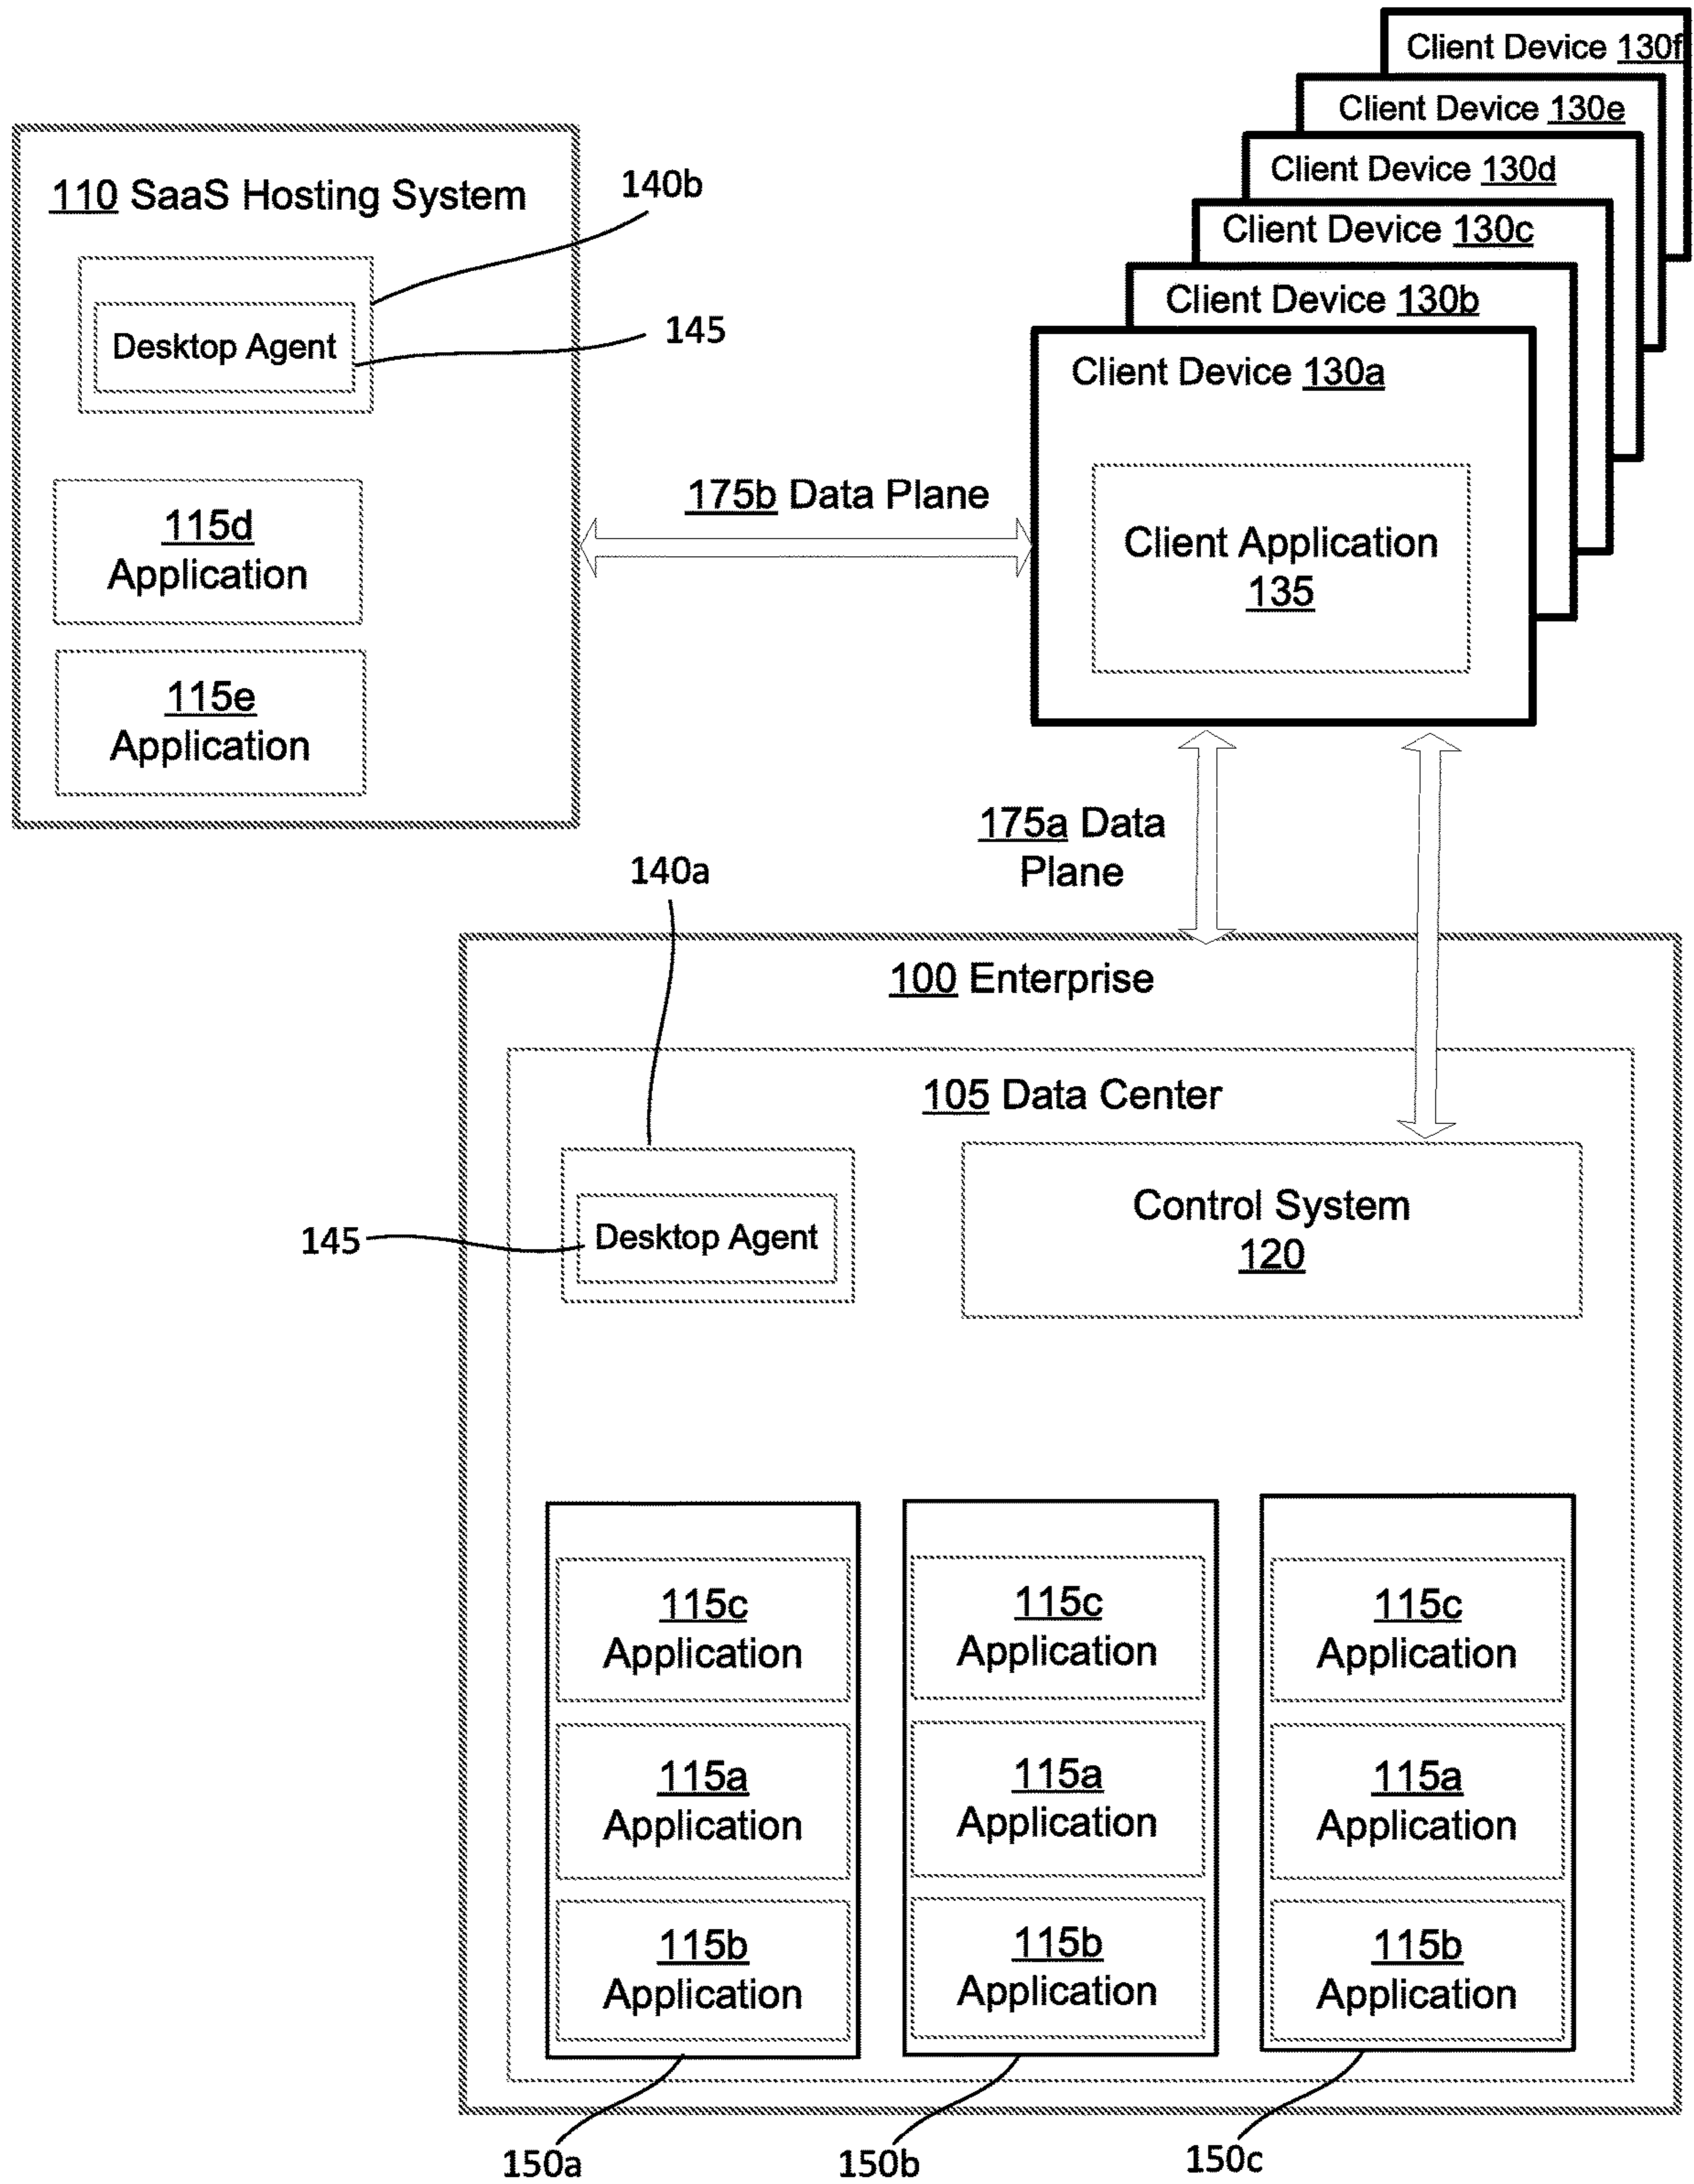 Client Device 130f
Client Device 130e
Client Device 130d
Client Device 130c
Client Device 130b
Client Device 130a
Client Application
135
110 SaaS Hosting System
140b
Desktop Agent
145
115d
Application
115e
Application
175b Data Plane
175a Data
Plane
140a
100 Enterprise
105 Data Center
145
Desktop Agent
Control System
120
115c
Application
115a
Application
115b
Application
115c
Application
115a
Application
115b
Application
115c
Application
115a
Application
115b
Application
150a
150b
150c